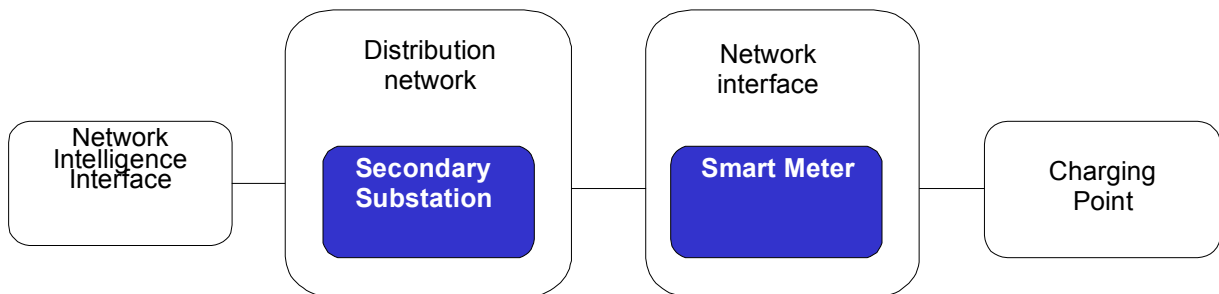 Network
Intelligence
Interface
Distribution
network
Secondary
Substation
Network
interface
Smart Meter
Charging
Point